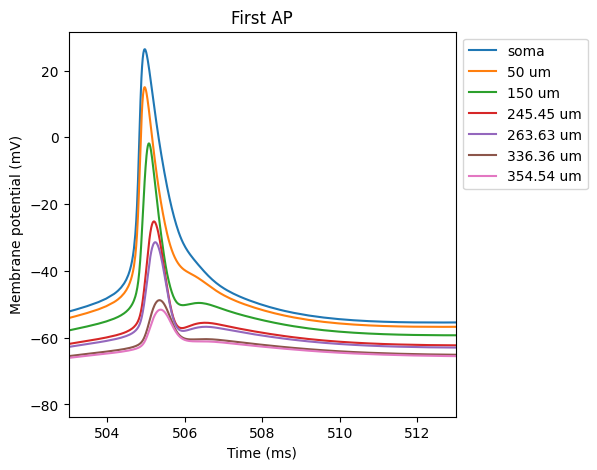 First AP
soma
50 um
150 um
245.45 um
263.63 um
336.36 um
354.54 um
Membrane potential (mV)
20
0
−20
−40
−60
−80
504
506
508
510
512
Time (ms)